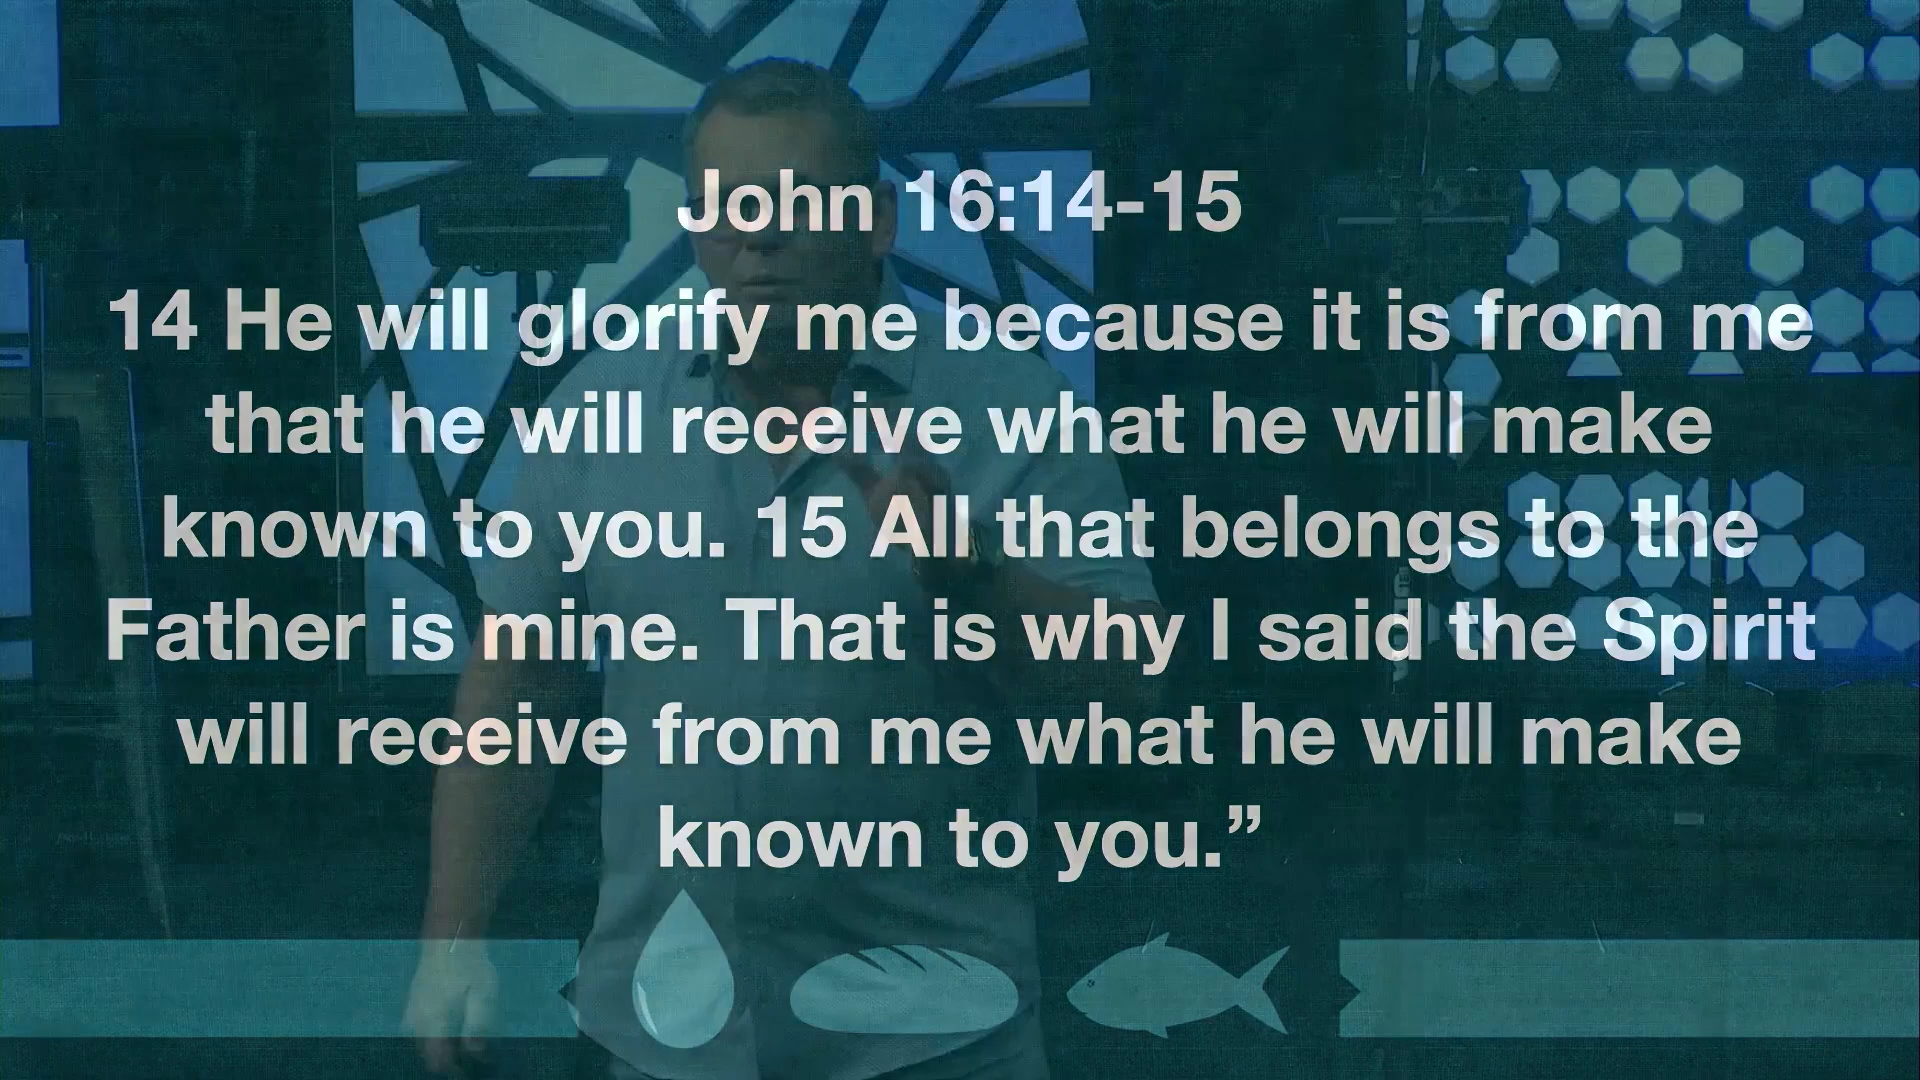 John 16:14-15
14 He will glorify me because it is from me
that he will receive what he will make
known to you. 15 All that belongs to the
Father is mine. That is why I said the Spirit
will receive from me what he will make
known to you.”